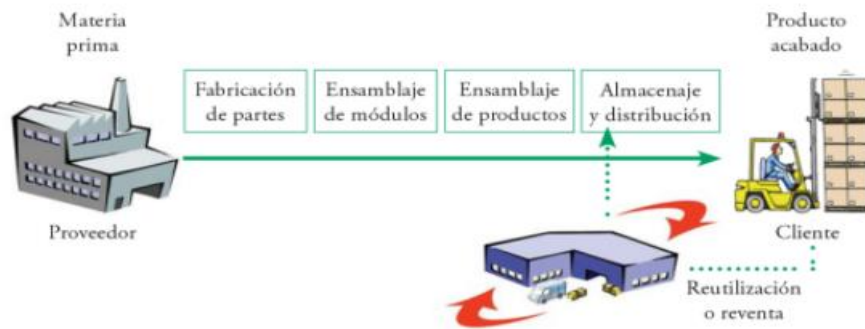 Materia
prima
Producto
acabado
Fabricación
de partes
Ensamblaje
de módulos
Ensamblaje
de productos
Almacenaje
y distribución
Proveedor
Cliente
Reutilización
o reventa